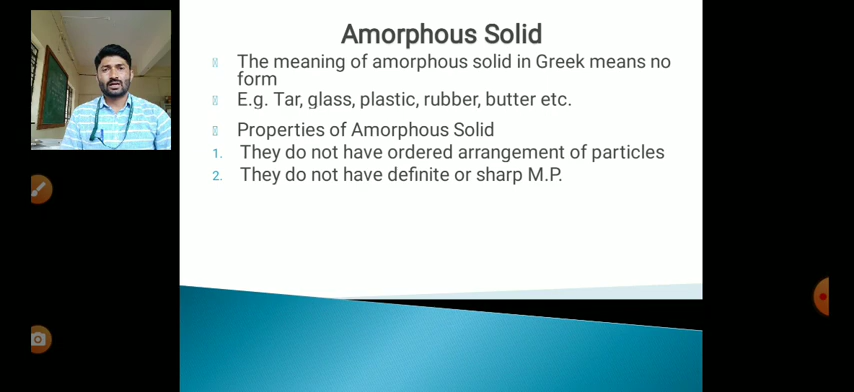 Amorphous Solid
The meaning of amorphous solid in Greek means no
form
E.g. Tar, glass, plastic, rubber, butter etc.
Properties of Amorphous Solid
1. They do not have ordered arrangement of particles
2. They do not have definite or sharp M.P.